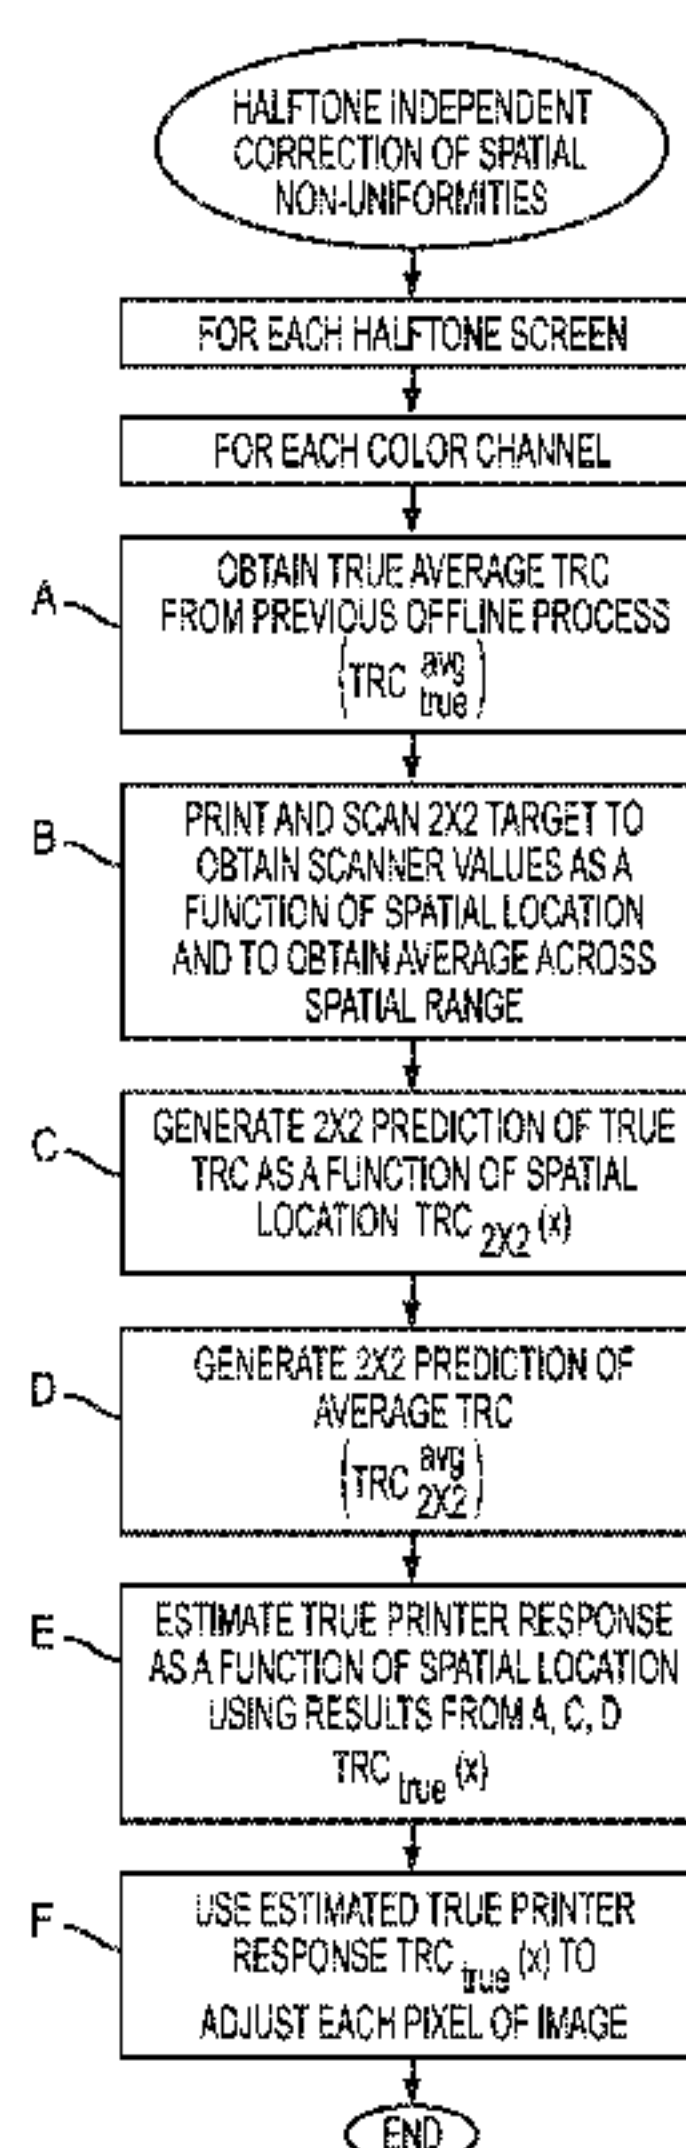 HALFTONE INDEPENDENT
CORRECTION OF SPATIAL
NON-UNIFORMITIES
FOR EACH HALFTONE SCREEN
FOR EACH COLOR CHANNEL
A
OBTAIN TRUE AVERAGE TRC
FROM PREVIOUS OFFLINE PROCESS
(TRC avg true)
B
PRINT AND SCAN 2X2 TARGET TO
OBTAIN SCANNER VALUES AS A
FUNCTION OF SPATIAL LOCATION
AND TO OBTAIN AVERAGE ACROSS
SPATIAL RANGE
C
GENERATE 2X2 PREDICTION OF TRUE
TRC AS A FUNCTION OF SPATIAL
LOCATION TRC 2X2 (x)
D
GENERATE 2X2 PREDICTION OF
AVERAGE TRC
(TRC avg 2X2)
E
ESTIMATE TRUE PRINTER RESPONSE
AS A FUNCTION OF SPATIAL LOCATION
USING RESULTS FROM A, C, D
TRC true (x)
F
USE ESTIMATED TRUE PRINTER
RESPONSE TRC true (x) TO
ADJUST EACH PIXEL OF IMAGE
END